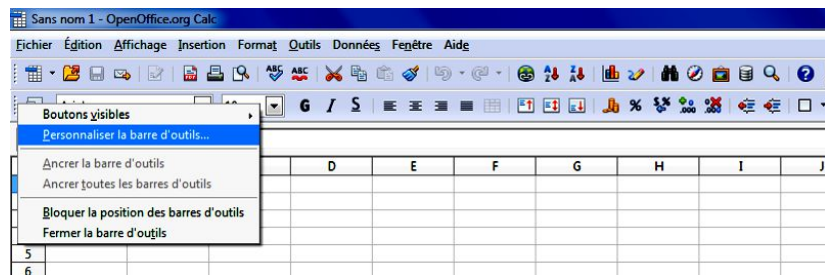 Sans nom 1 - OpenOffice.org Calc
Fichier Édition Affichage Insertion Format Outils Données Fenêtre Aide
G I S
Boutons visibles
Personnaliser la barre d'outils...
Ancrer la barre d'outils
Ancrer toutes les barres d'outils
Bloquer la position des barres d'outils
Fermer la barre d'outils
D E F G H I J
5
6